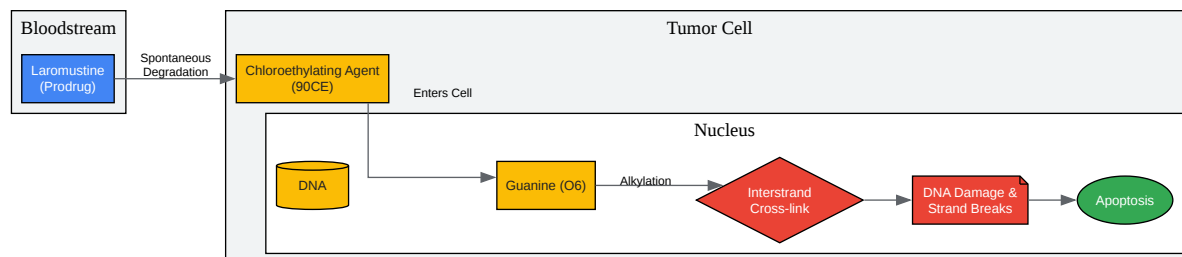 Bloodstream
Tumor Cell
Laromustine
(Prodrug)
Spontaneous
Degradation
Chloroethylating Agent
(90CE)
Enters Cell
Nucleus
DNA
Guanine (O6)
Alkylation
Interstrand
Cross-link
DNA Damage &
Strand Breaks
Apoptosis